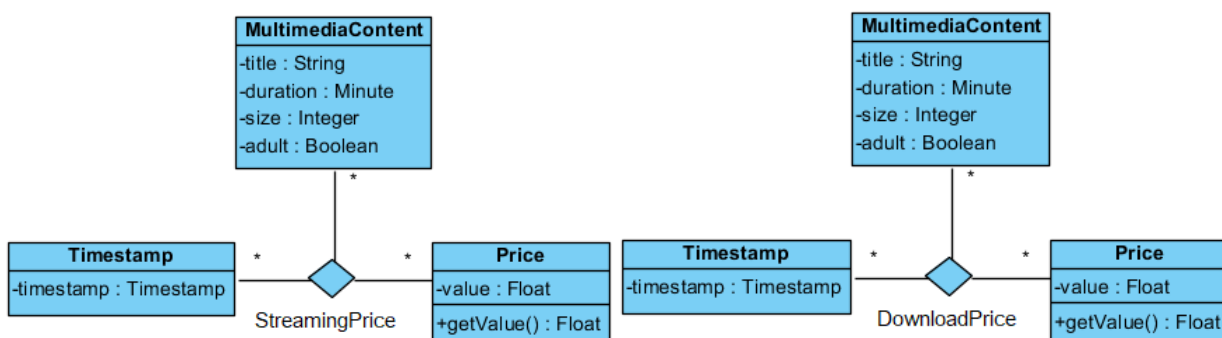 MultimediaContent
-title : String
-duration : Minute
-size : Integer
-adult : Boolean
*
Timestamp
-timestamp : Timestamp
*
*
Price
-value : Float
+getValue() : Float
StreamingPrice
MultimediaContent
-title : String
-duration : Minute
-size : Integer
-adult : Boolean
*
Timestamp
-timestamp : Timestamp
*
*
Price
-value : Float
+getValue() : Float
DownloadPrice